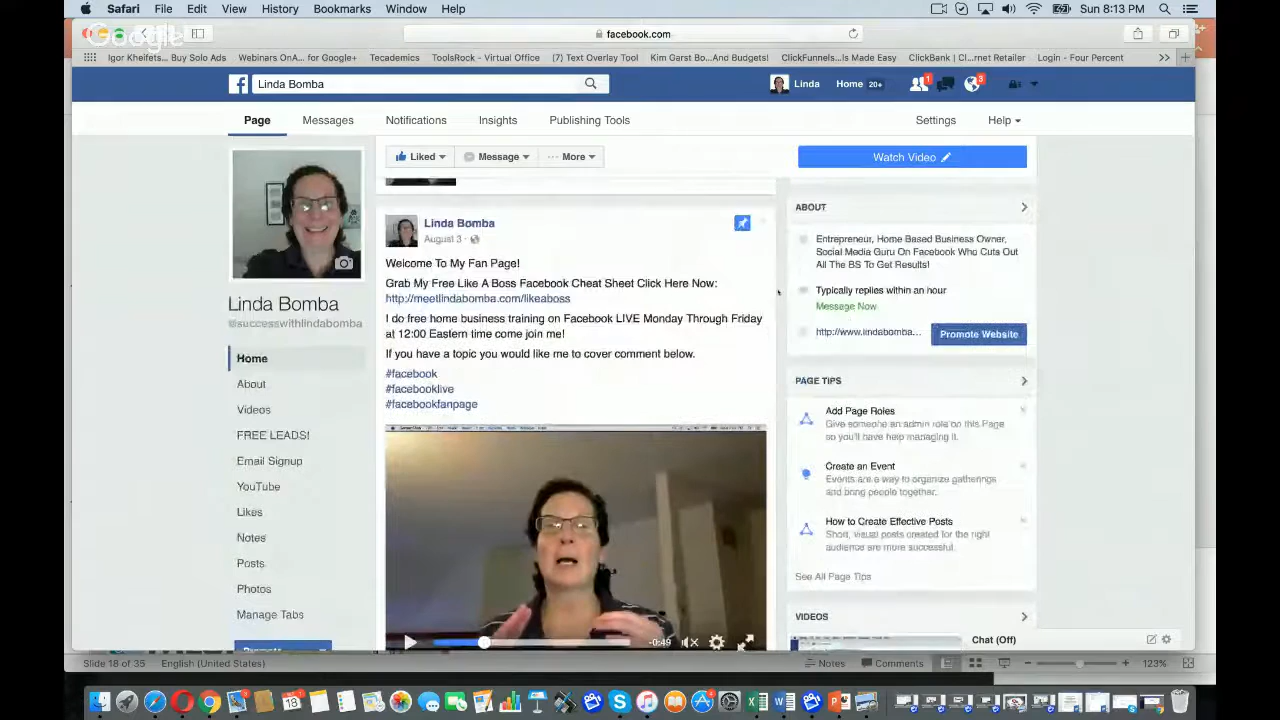 Safari File Edit View History Bookmarks Window Help
Sun 8:13 PM
Google
facebook.com
Igor Kheifets... Buy Solo Ads Webinars OnA... for Google+ Tecademics ToolsRock - Virtual Office (7) Text Overlay Tool Kim Garst Bo...And Budgets! ClickFunnels...Is Made Easy ClickBank | C...rnet Retailer Login - Four Percent
Linda Bomba
Linda Home 20+ 1 3
Page Messages Notifications Insights Publishing Tools Settings Help
Liked Message More
Watch Video
Linda Bomba
@successwithlindabomba
Home
About
Videos
FREE LEADS!
Email Signup
YouTube
Likes
Notes
Posts
Photos
Manage Tabs
Linda Bomba
August 3
Welcome To My Fan Page!
Grab My Free Like A Boss Facebook Cheat Sheet Click Here Now:
http://meetlindabomba.com/likeaboss
I do free home business training on Facebook LIVE Monday Through Friday
at 12:00 Eastern time come join me!
If you have a topic you would like me to cover comment below.
#facebook
#facebooklive
#facebookfanpage
-0:49
ABOUT
Entrepreneur, Home Based Business Owner,
Social Media Guru On Facebook Who Cuts Out
All The BS To Get Results!
Typically replies within an hour
Message Now
http://www.lindabomba...
Promote Website
PAGE TIPS
Add Page Roles
Give someone an admin role on this Page
so you'll have help managing it.
Create an Event
Events are a way to organize gatherings
and bring people together.
How to Create Effective Posts
Short, visual posts created for the right
audience are more successful.
See All Page Tips
VIDEOS
Chat (Off)
Slide 18 of 35 English (United States) Notes Comments 123%